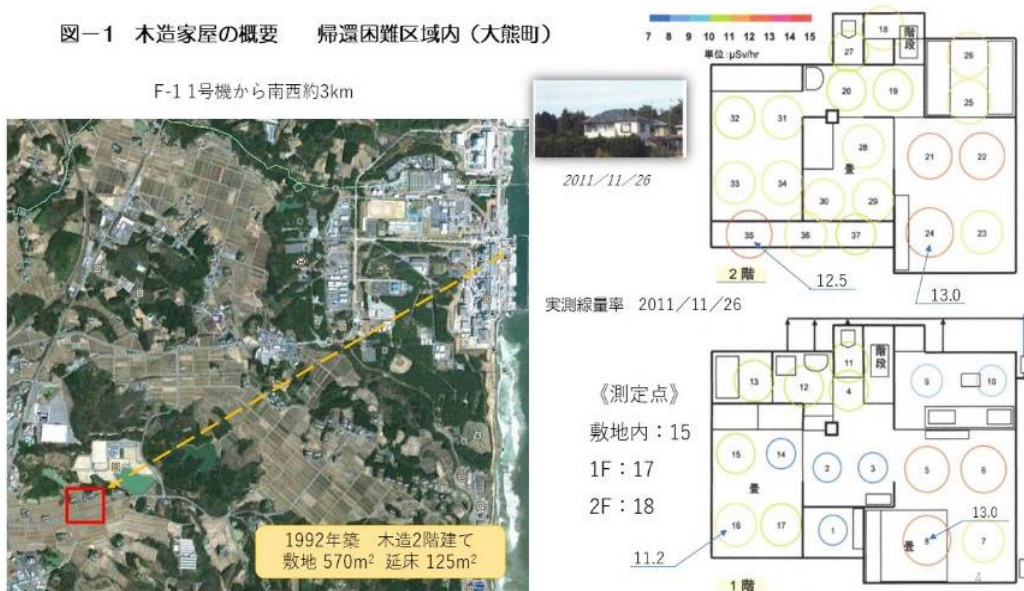 図－1 木造家屋の概要 帰還困難区域内（大熊町）
F-1 1号機から南西約3km
7 8 9 10 11 12 13 14 15
単位:μSv/hr
2011／11／26
1992年築 木造2階建て
敷地 570m² 延床 125m²
18
階段
27
26
20
19
25
32
31
28
21
22
畳
33
34
30
29
35
36
37
24
23
2階
12.5
13.0
実測線量率 2011／11／26
《測定点》
敷地内：15
1F：17
2F：18
11
階段
13
12
4
9
10
15
14
2
3
5
6
畳
16
17
1
13.0
畳
8
7
11.2
4
1階